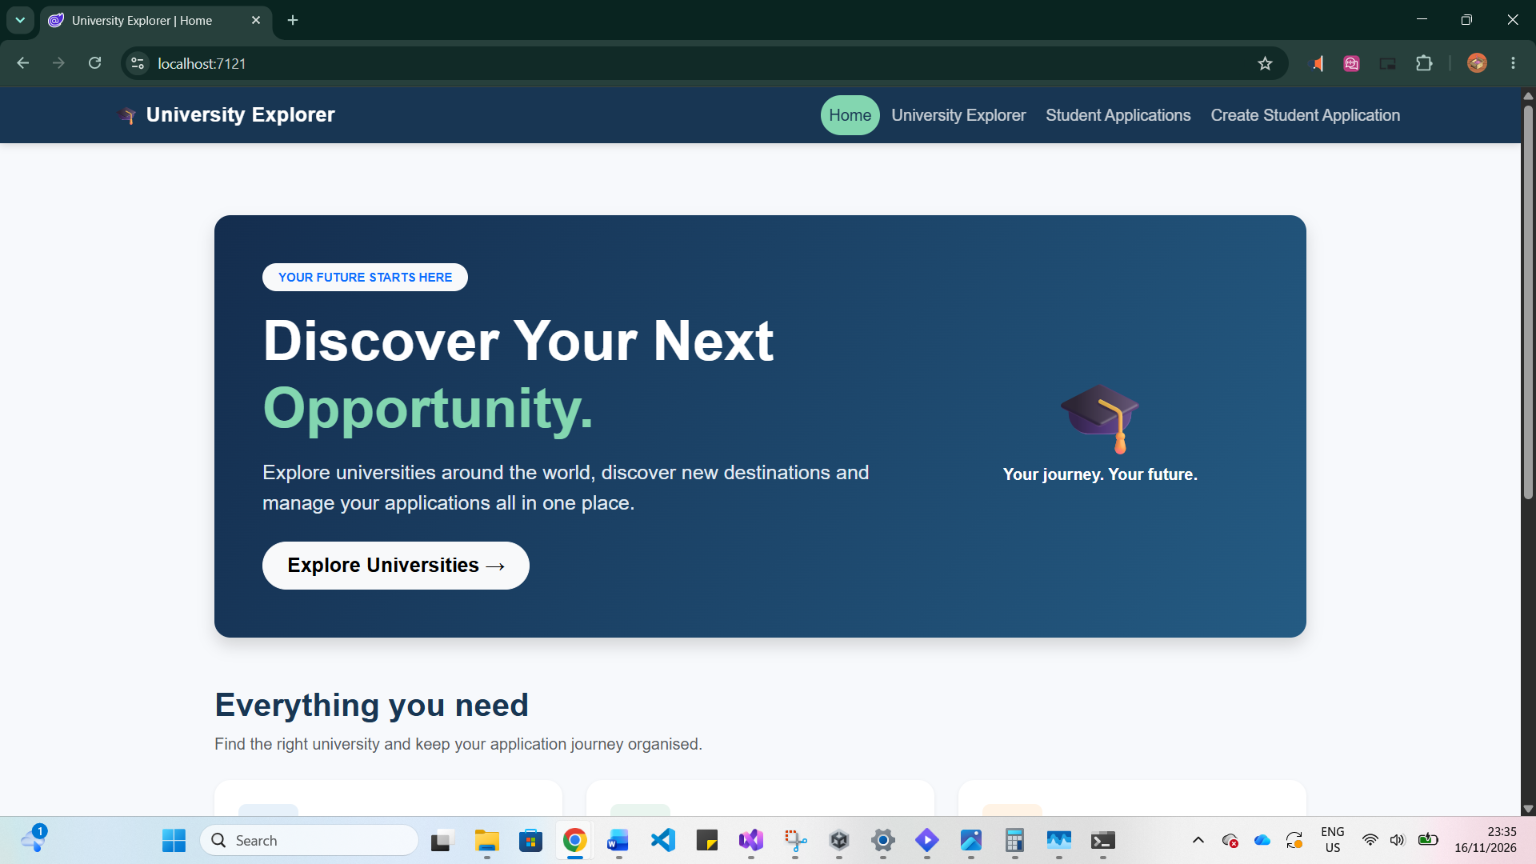 University Explorer | Home
localhost:7121
University Explorer
Home
University Explorer
Student Applications
Create Student Application
YOUR FUTURE STARTS HERE
Discover Your Next
Opportunity.
Explore universities around the world, discover new destinations and
manage your applications all in one place.
Explore Universities →
Your journey. Your future.
Everything you need
Find the right university and keep your application journey organised.
1
Search
ENG
US
23:35
16/11/2026